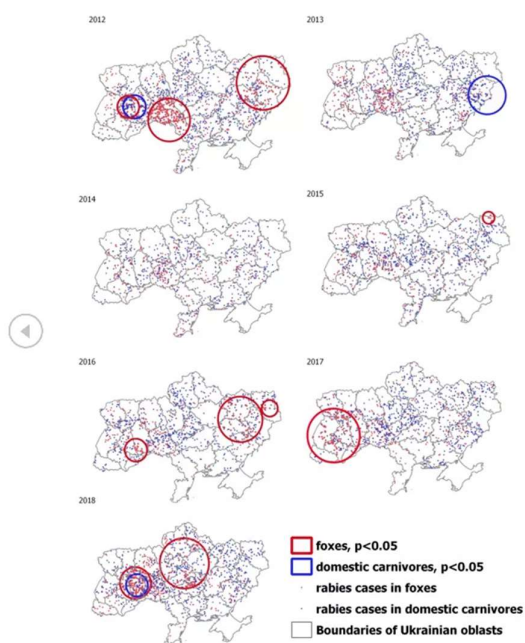 2012
2013
2014
2015
2016
2017
2018
foxes, p<0.05
domestic carnivores, p<0.05
rabies cases in foxes
rabies cases in domestic carnivores
Boundaries of Ukrainian oblasts